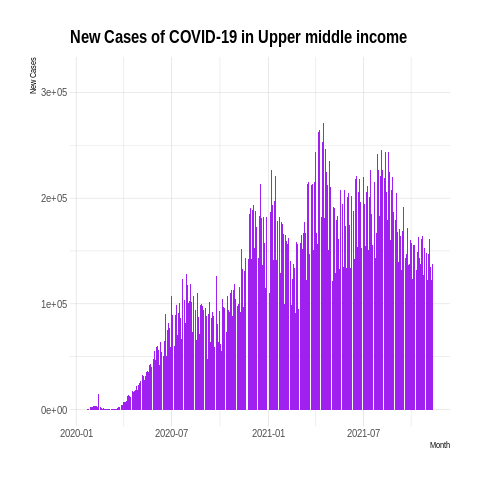 New Cases of COVID-19 in Upper middle income
New Cases
3e+05
2e+05
1e+05
0e+00
2020-01 2020-07 2021-01 2021-07
Month